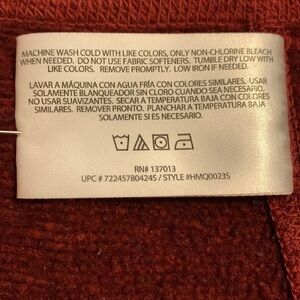 MACHINE WASH COLD WITH LIKE COLORS, ONLY NON-CHLORINE BLEACH
WHEN NEEDED. DO NOT USE FABRIC SOFTENERS. TUMBLE DRY LOW WITH
LIKE COLORS. REMOVE PROMPTLY. LOW IRON IF NEEDED.
LAVAR A MÁQUINA CON AGUA FRÍA CON COLORES SIMILARES. USAR
SOLAMENTE BLANQUEADOR SIN CLORO CUANDO SEA NECESARIO,
NO USAR SUAVIZANTES. SECAR A TEMPERATURA BAJA CON COLORES
SIMILARES. REMOVER PRONTO. PLANCHAR A TEMPERATURA BAJA
SOLAMENTE SI ES NECESARIO.
RN# 137013
UPC # 722457804245 / STYLE #HMQ0023S